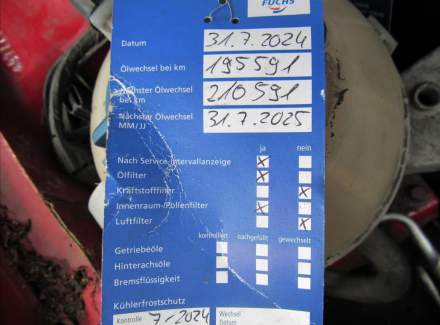 FUCHS
Datum 31.7.2024
Ölwechsel bei km 195591
Nächster Ölwechsel bei km 210591
Nächster Ölwechsel MM/JJ 31.7.2025
ja nein
Nach Service-Intervallanzeige x
Ölfilter x
Kraftstofffilter x
Innenraum-/Pollenfilter x
Luftfilter x
kontrolliert nachgefüllt gewechselt
Getriebeöle
Hinterachsöle
Bremsflüssigkeit
Kühlerfrostschutz
Kontrolle 7-2024 Wechsel
Datum